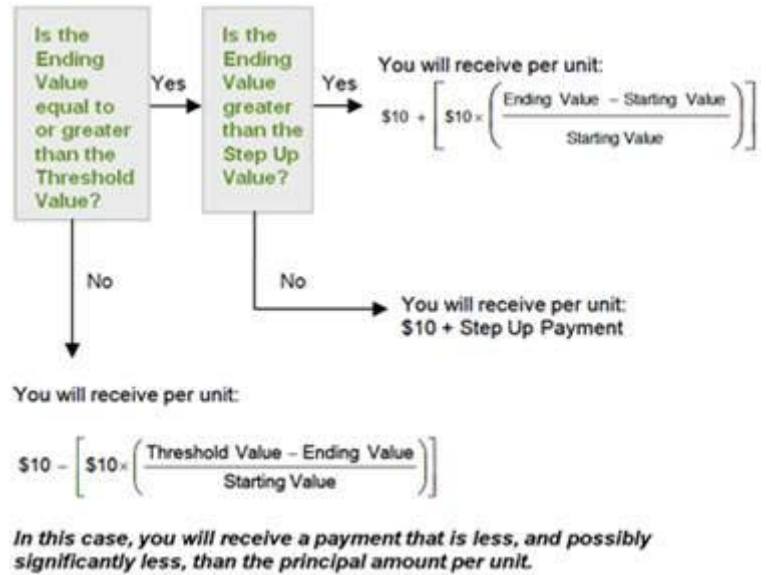 Is the
Ending
Value
equal to
or greater
than the
Threshold
Value?
Yes
Is the
Ending
Value
greater
than the
Step Up
Value?
Yes
You will receive per unit:
$10 + [ $10 × ( Ending Value – Starting Value
Starting Value ) ]
No
No
You will receive per unit:
$10 + Step Up Payment
You will receive per unit:
$10 – [ $10 × ( Threshold Value – Ending Value
Starting Value ) ]
In this case, you will receive a payment that is less, and possibly
significantly less, than the principal amount per unit.